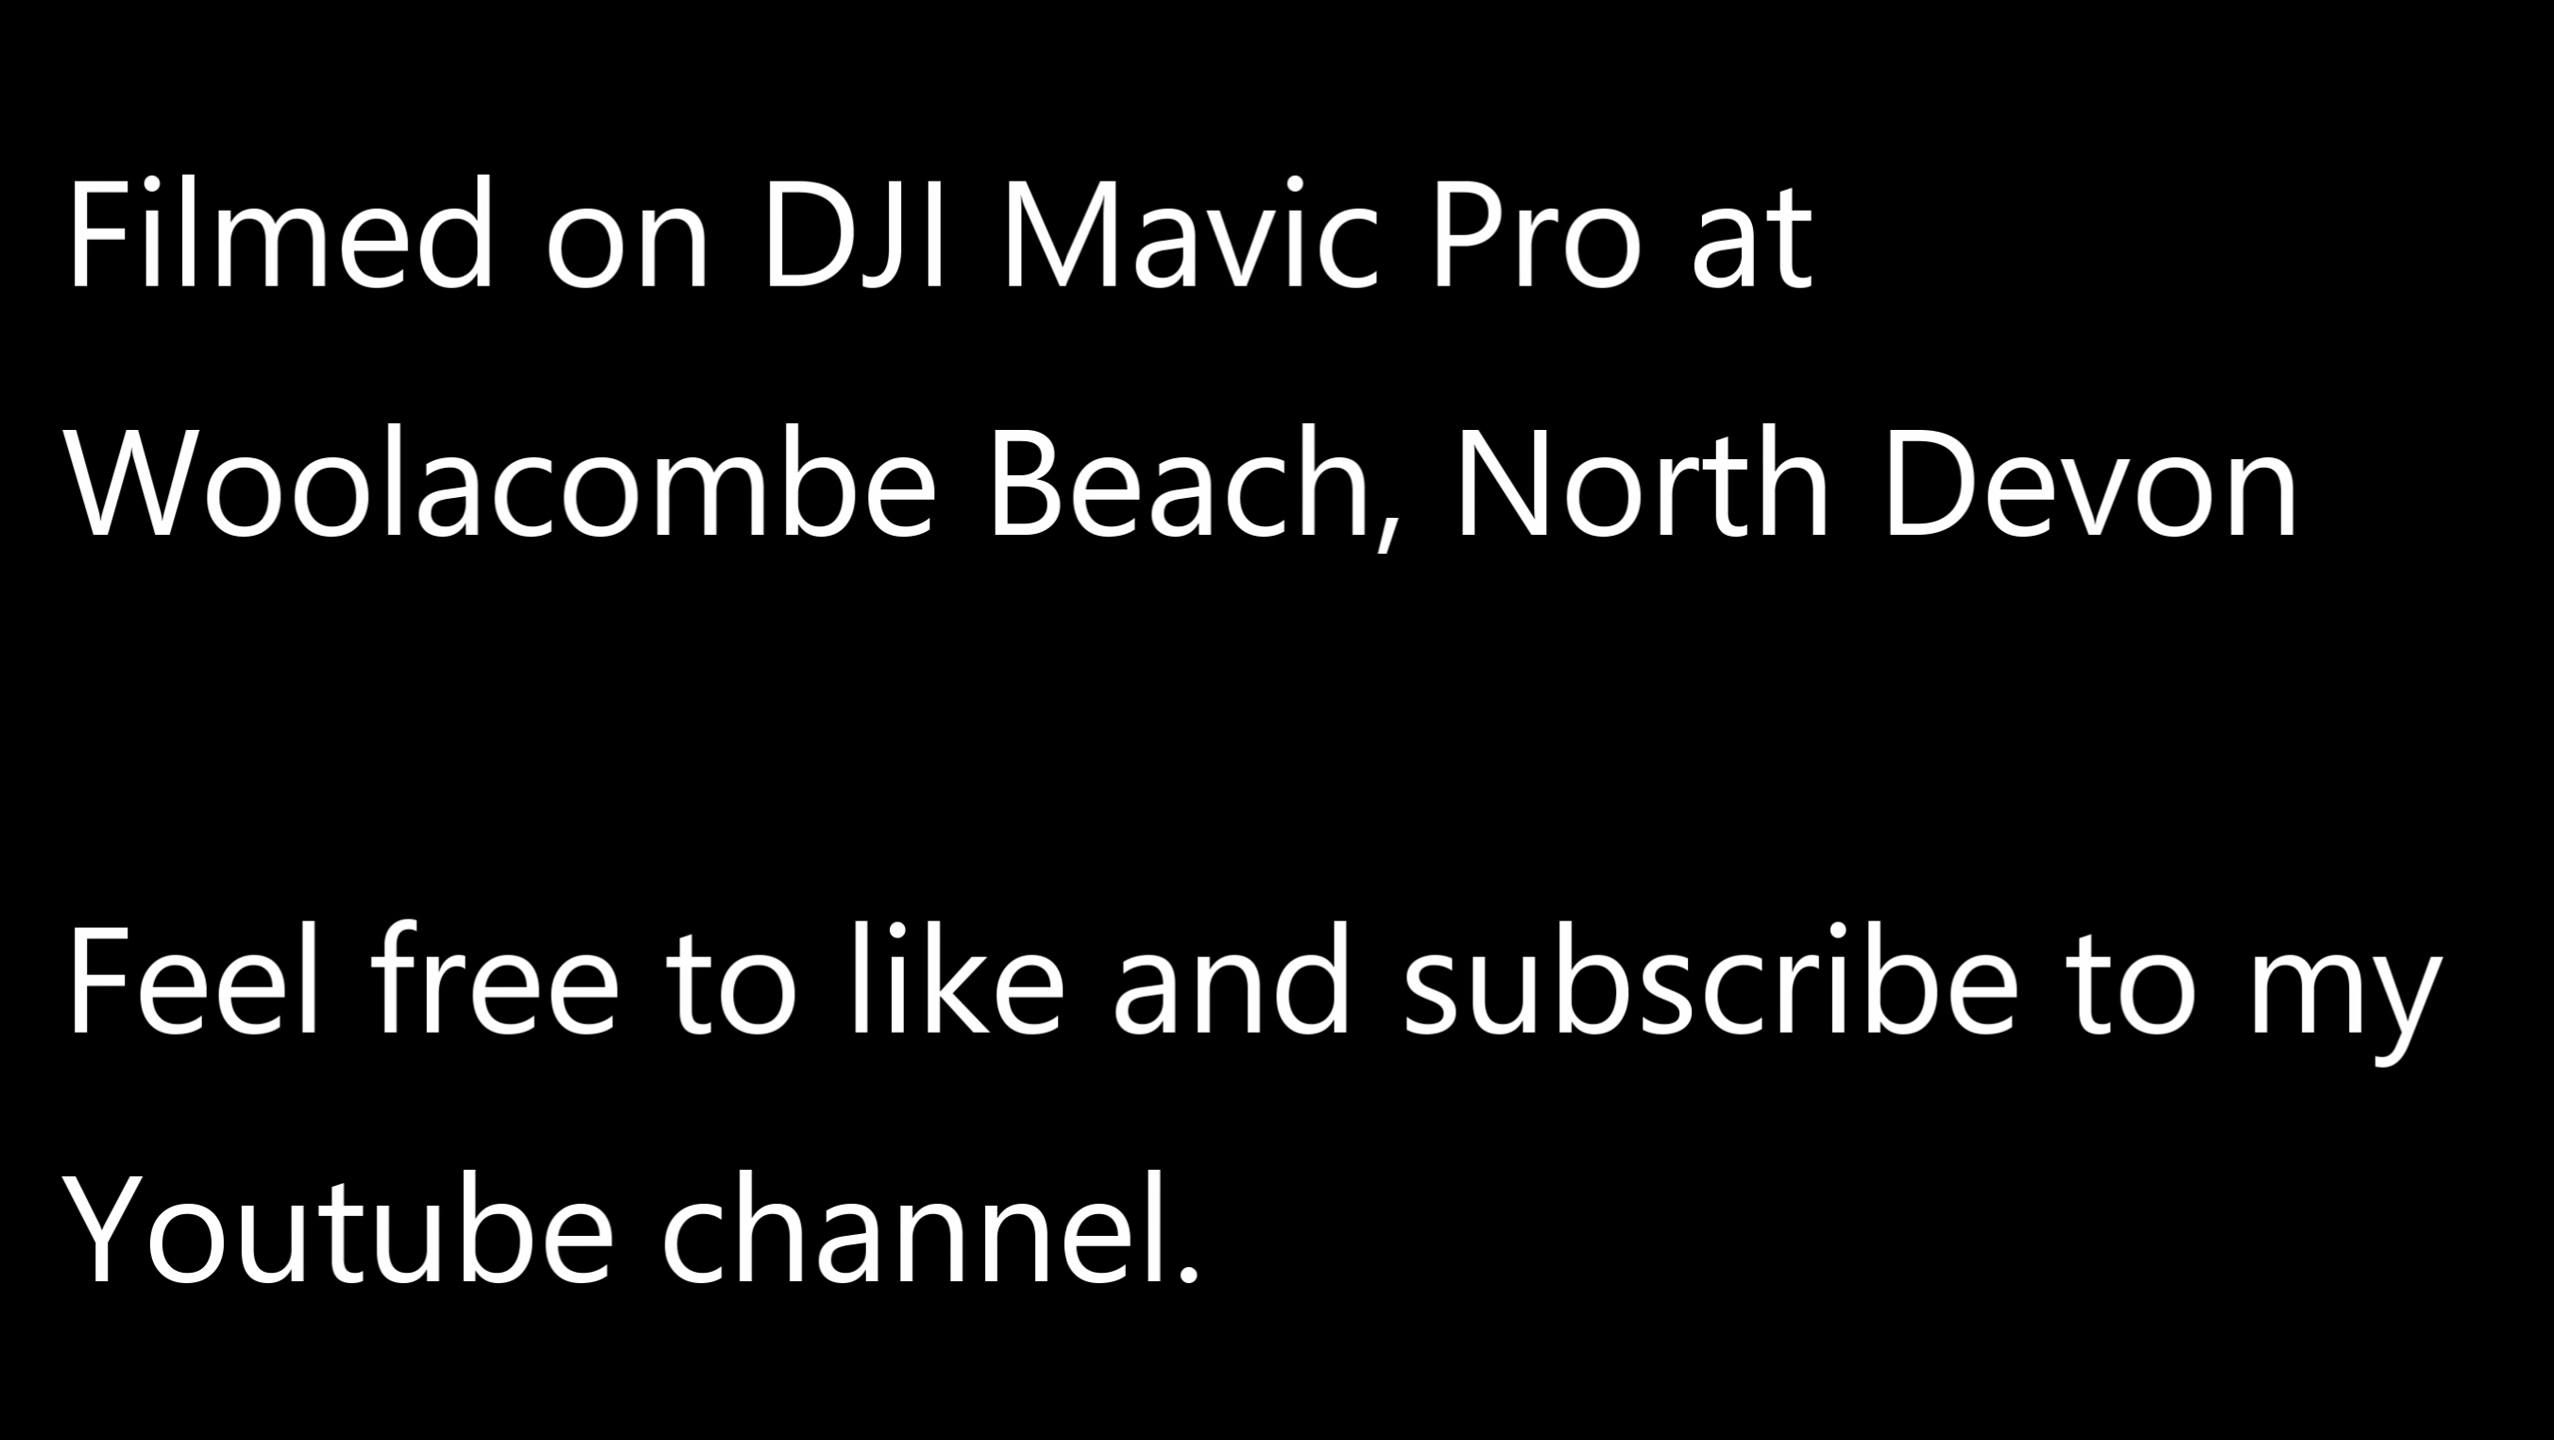 Filmed on DJI Mavic Pro at
Woolacombe Beach, North Devon
Feel free to like and subscribe to my
Youtube channel.